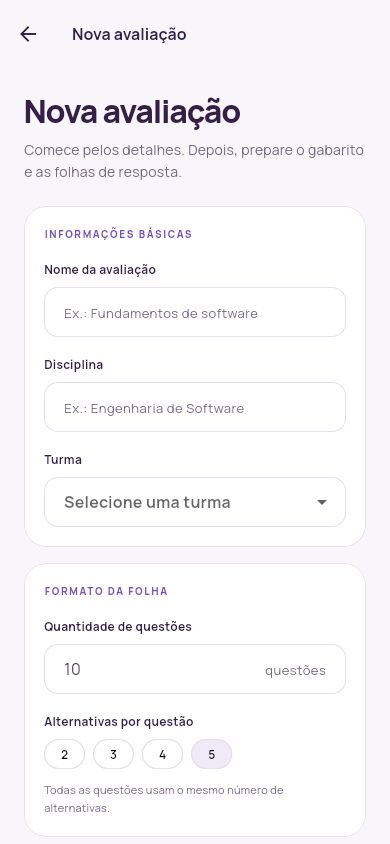 Nova avaliação
Nova avaliação
Comece pelos detalhes. Depois, prepare o gabarito
e as folhas de resposta.
INFORMAÇÕES BÁSICAS
Nome da avaliação
Ex.: Fundamentos de software
Disciplina
Ex.: Engenharia de Software
Turma
Selecione uma turma
FORMATO DA FOLHA
Quantidade de questões
10 questões
Alternativas por questão
2 3 4 5
Todas as questões usam o mesmo número de
alternativas.